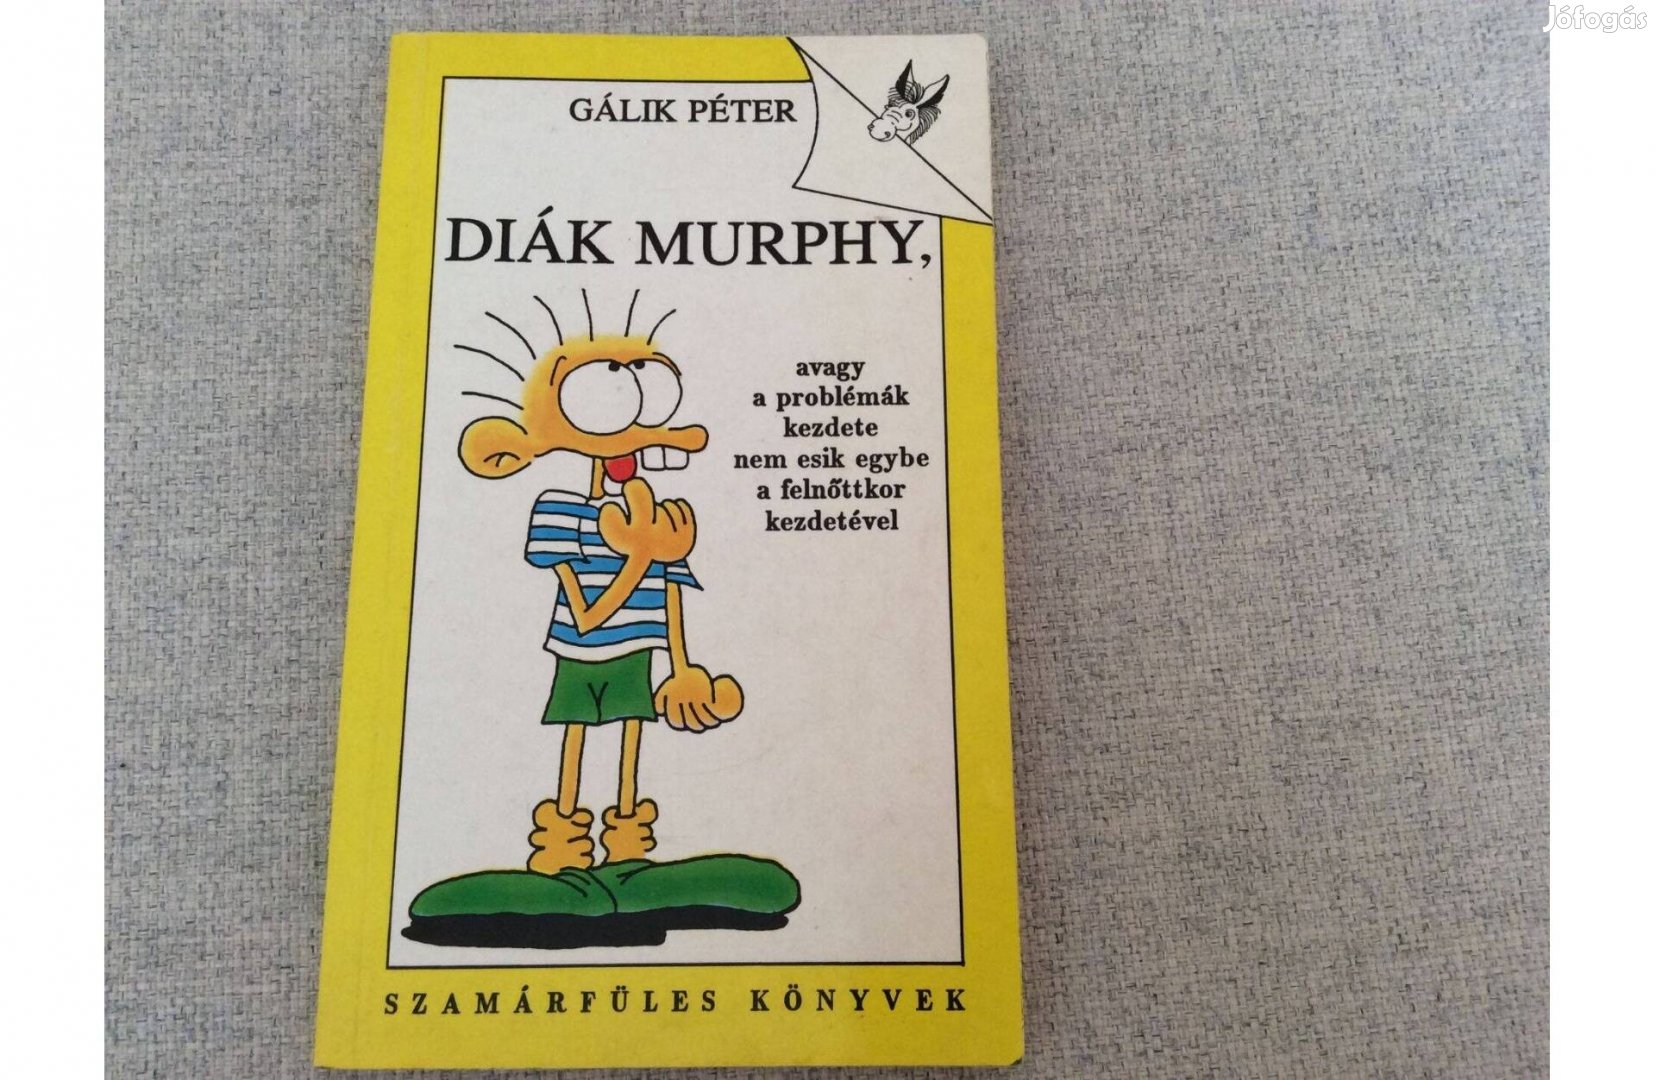 Jófogás
GÁLIK PÉTER
DIÁK MURPHY,
avagy
a problémák
kezdete
nem esik egybe
a felnőttkor
kezdetével
SZAMÁRFÜLES KÖNYVEK